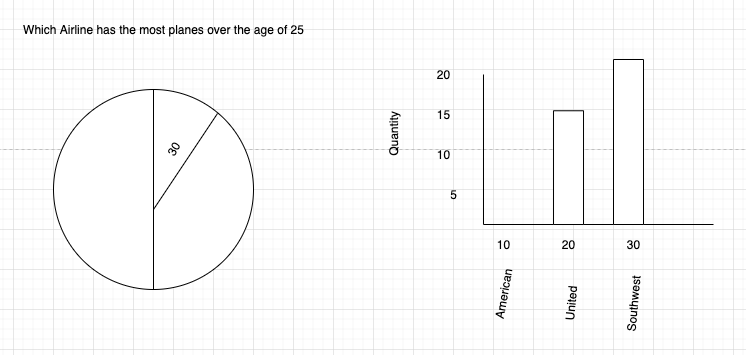 Which Airline has the most planes over the age of 25
30
Quantity
20
15
10
5
10 20 30
American United Southwest